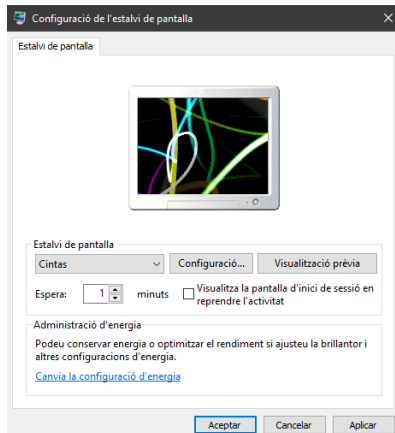 Configuració de l'estalvi de pantalla
Estalvi de pantalla
Estalvi de pantalla
Cintas
Configuració...
Visualització prèvia
Espera:
1
minuts
Visualitza la pantalla d'inici de sessió en
reprendre l'activitat
Administració d'energia
Podeu conservar energia o optimitzar el rendiment si ajusteu la brillantor i
altres configuracions d'energia.
Canvia la configuració d'energia
Aceptar
Cancelar
Aplicar